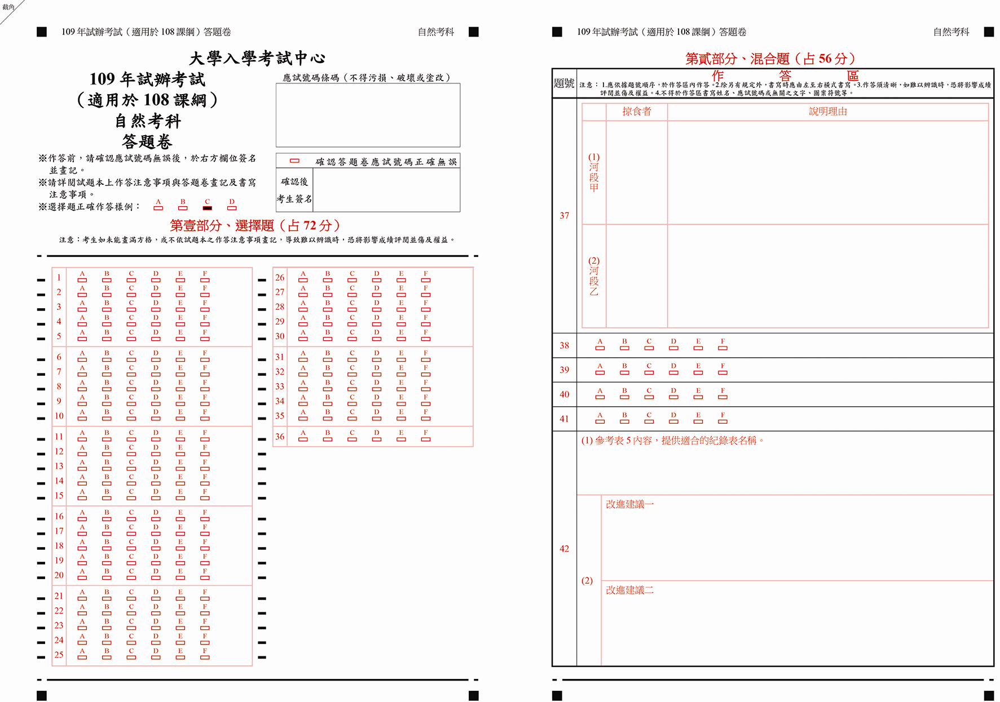 截角
109 年試辦考試（適用於 108 課綱）答題卷 自然考科
大學入學考試中心
109 年試辦考試
（適用於 108 課綱）
自然考科
答題卷
應試號碼條碼（不得污損、破壞或塗改）
※作答前，請確認應試號碼無誤後，於右方欄位簽名
並畫記。
※請詳閱試題本上作答注意事項與答題卷畫記及書寫
注意事項。
※選擇題正確作答樣例： A B C D
確認答題卷應試號碼正確無誤
確認後
考生簽名
第壹部分、選擇題（占 72 分）
注意：考生如未能畫滿方格，或不依試題本之作答注意事項畫記，導致難以辨識時，恐將影響成績評閱並傷及權益。
1 A B C D E F
2 A B C D E F
3 A B C D E F
4 A B C D E F
5 A B C D E F
6 A B C D E F
7 A B C D E F
8 A B C D E F
9 A B C D E F
10 A B C D E F
11 A B C D E F
12 A B C D E F
13 A B C D E F
14 A B C D E F
15 A B C D E F
16 A B C D E F
17 A B C D E F
18 A B C D E F
19 A B C D E F
20 A B C D E F
21 A B C D E F
22 A B C D E F
23 A B C D E F
24 A B C D E F
25 A B C D E F
26 A B C D E F
27 A B C D E F
28 A B C D E F
29 A B C D E F
30 A B C D E F
31 A B C D E F
32 A B C D E F
33 A B C D E F
34 A B C D E F
35 A B C D E F
36 A B C D E F
109 年試辦考試（適用於 108 課綱）答題卷 自然考科
第貳部分、混合題（占 56 分）
題號
作 答 區
注意：1.應依據題號順序，於作答區內作答。2.除另有規定外，書寫時應由左至右橫式書寫。3.作答須清晰，如難以辨識時，恐將影響成績
評閱並傷及權益。4.不得於作答區書寫姓名、應試號碼或無關之文字、圖案符號等。
37
掠食者 說明理由
(1)河段甲
(2)河段乙
38 A B C D E F
39 A B C D E F
40 A B C D E F
41 A B C D E F
42
(1) 參考表 5 內容，提供適合的紀錄表名稱。
(2)
改進建議一
改進建議二